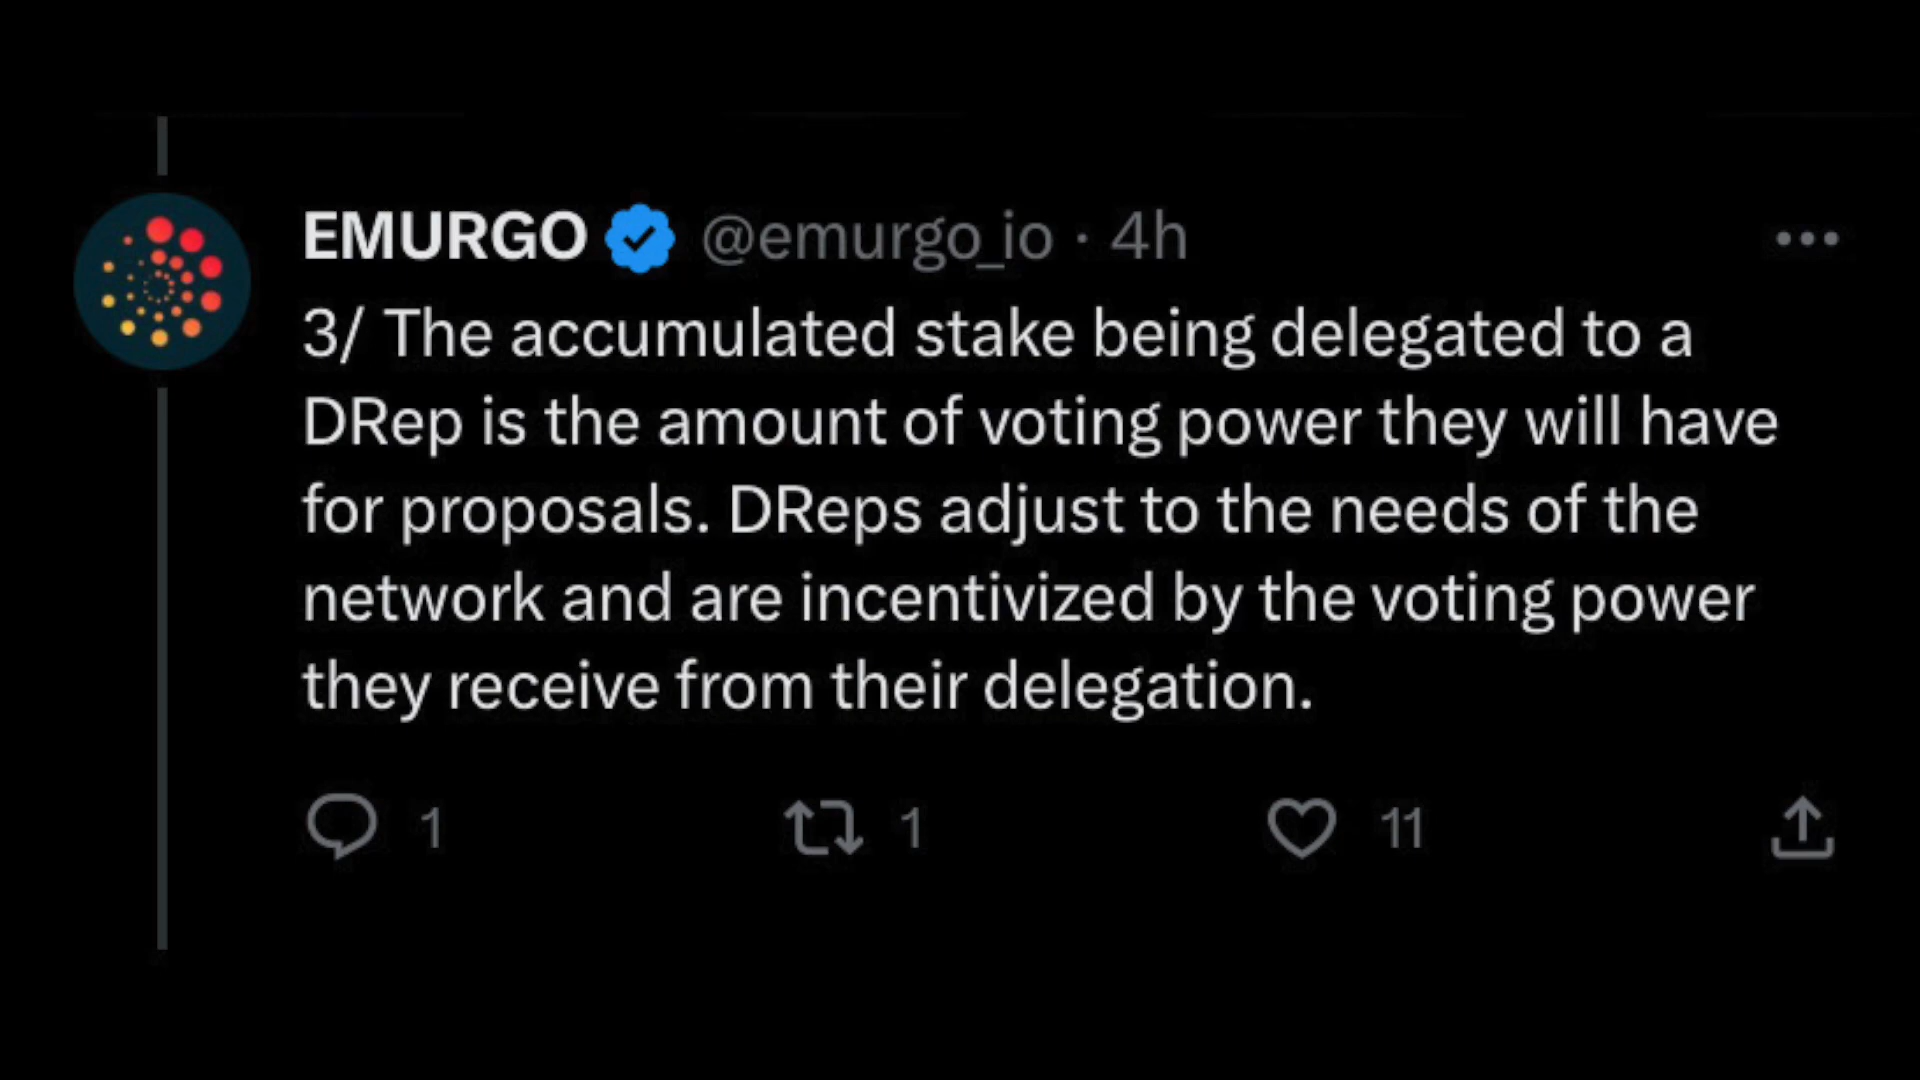 EMURGO @emurgo_io · 4h
3/ The accumulated stake being delegated to a
DRep is the amount of voting power they will have
for proposals. DReps adjust to the needs of the
network and are incentivized by the voting power
they receive from their delegation.
1 1 11